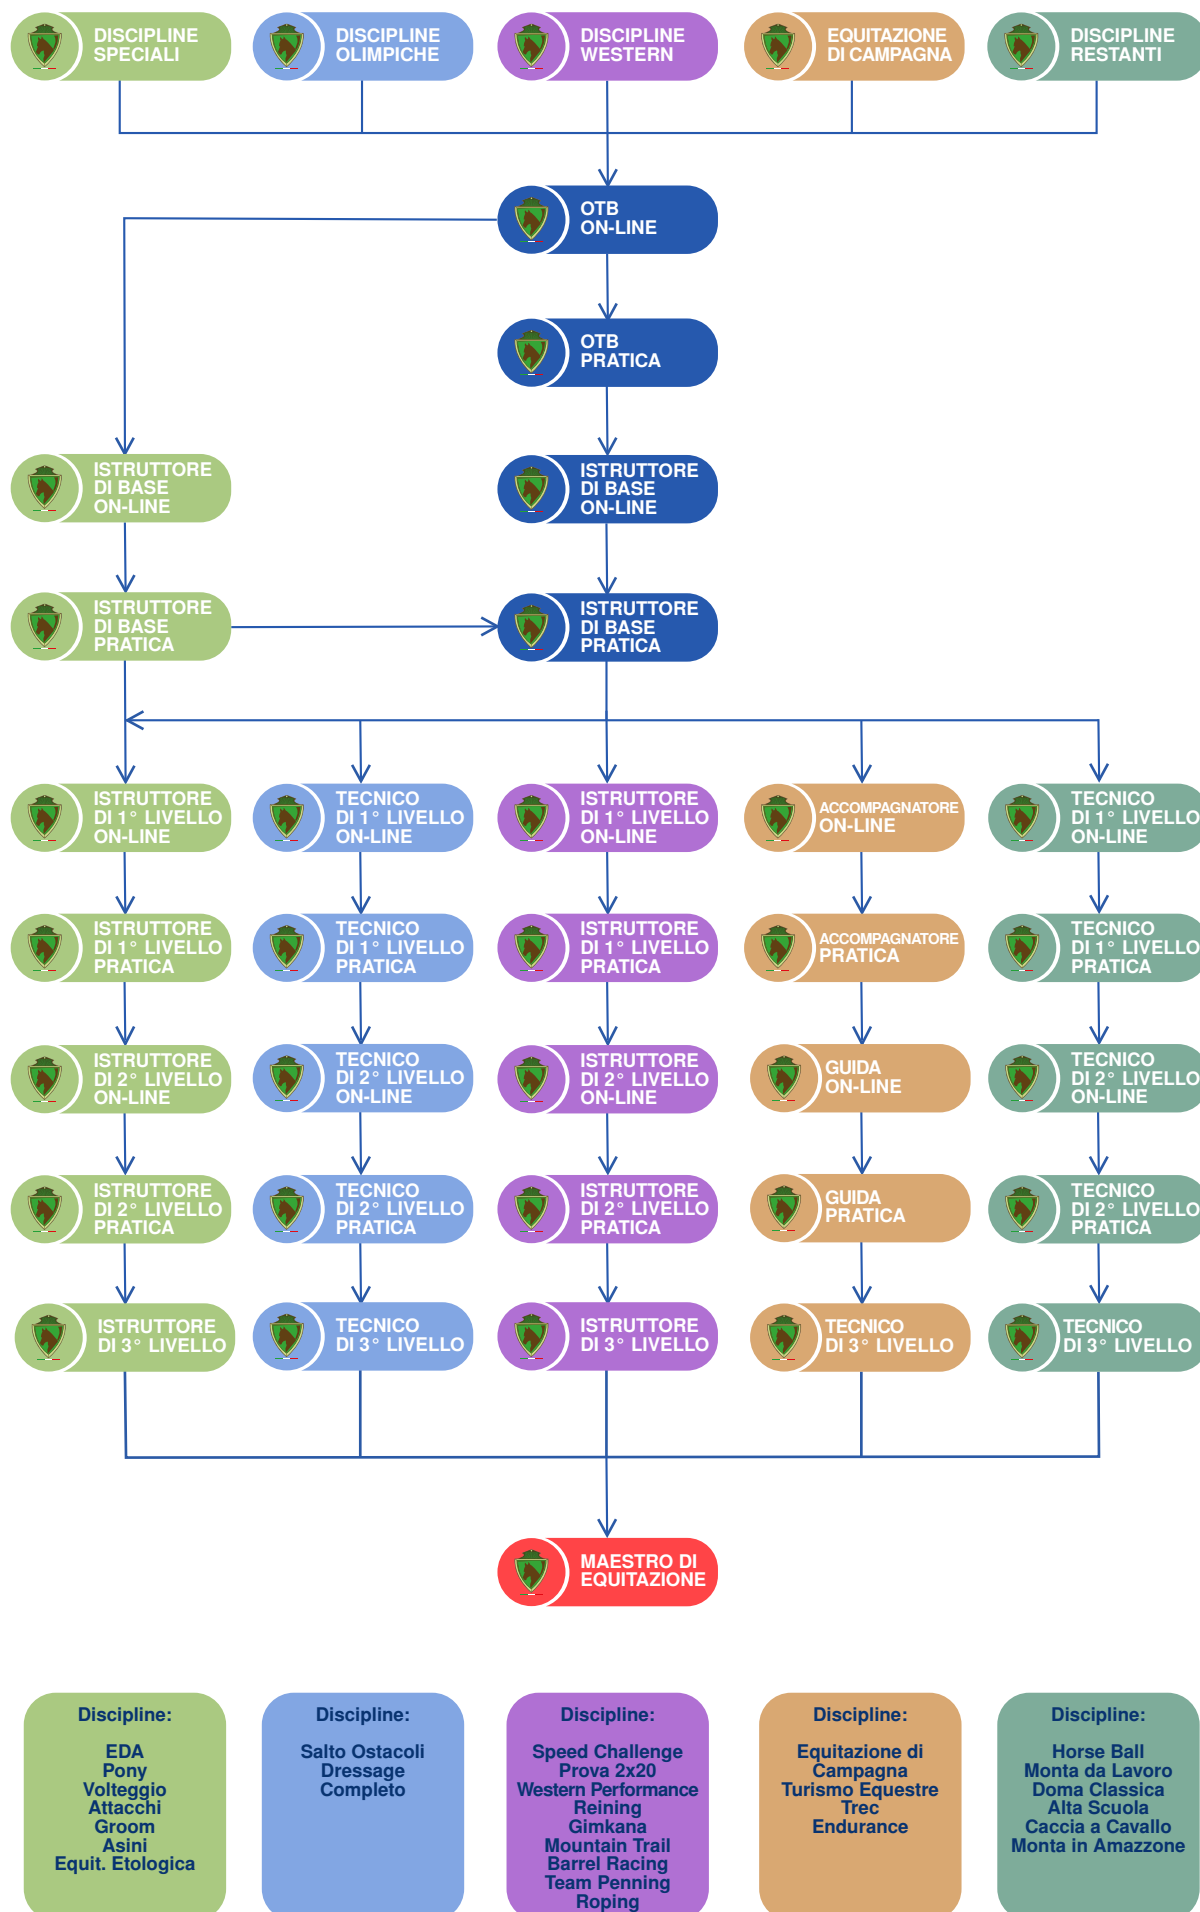 DISCIPLINE
SPECIALI
DISCIPLINE
OLIMPICHE
DISCIPLINE
WESTERN
EQUITAZIONE
DI CAMPAGNA
DISCIPLINE
RESTANTI
OTB
ON-LINE
OTB
PRATICA
ISTRUTTORE
DI BASE
ON-LINE
ISTRUTTORE
DI BASE
ON-LINE
ISTRUTTORE
DI BASE
PRATICA
ISTRUTTORE
DI BASE
PRATICA
ISTRUTTORE
DI 1° LIVELLO
ON-LINE
TECNICO
DI 1° LIVELLO
ON-LINE
ISTRUTTORE
DI 1° LIVELLO
ON-LINE
ACCOMPAGNATORE
ON-LINE
TECNICO
DI 1° LIVELLO
ON-LINE
ISTRUTTORE
DI 1° LIVELLO
PRATICA
TECNICO
DI 1° LIVELLO
PRATICA
ISTRUTTORE
DI 1° LIVELLO
PRATICA
ACCOMPAGNATORE
PRATICA
TECNICO
DI 1° LIVELLO
PRATICA
ISTRUTTORE
DI 2° LIVELLO
ON-LINE
TECNICO
DI 2° LIVELLO
ON-LINE
ISTRUTTORE
DI 2° LIVELLO
ON-LINE
GUIDA
ON-LINE
TECNICO
DI 2° LIVELLO
ON-LINE
ISTRUTTORE
DI 2° LIVELLO
PRATICA
TECNICO
DI 2° LIVELLO
PRATICA
ISTRUTTORE
DI 2° LIVELLO
PRATICA
GUIDA
PRATICA
TECNICO
DI 2° LIVELLO
PRATICA
ISTRUTTORE
DI 3° LIVELLO
TECNICO
DI 3° LIVELLO
ISTRUTTORE
DI 3° LIVELLO
TECNICO
DI 3° LIVELLO
TECNICO
DI 3° LIVELLO
MAESTRO DI
EQUITAZIONE
Discipline:
EDA
Pony
Volteggio
Attacchi
Groom
Asini
Equit. Etologica
Discipline:
Salto Ostacoli
Dressage
Completo
Discipline:
Speed Challenge
Prova 2x20
Western Performance
Reining
Gimkana
Mountain Trail
Barrel Racing
Team Penning
Roping
Discipline:
Equitazione di
Campagna
Turismo Equestre
Trec
Endurance
Discipline:
Horse Ball
Monta da Lavoro
Doma Classica
Alta Scuola
Caccia a Cavallo
Monta in Amazzone